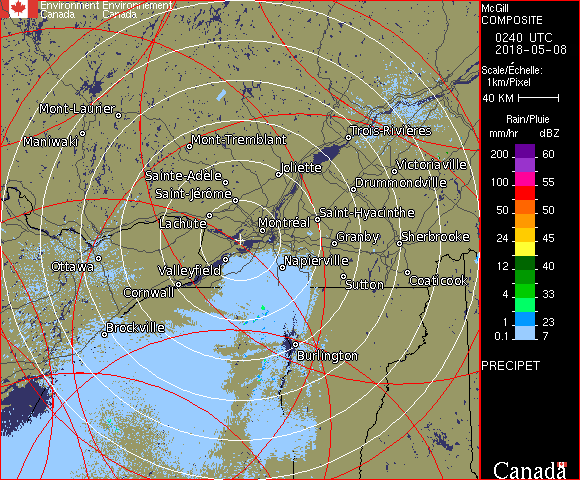 Environment Environnement
Canada Canada
McGill
COMPOSITE
0240 UTC
2018-05-08
Scale/Échelle:
1km/Pixel
40 KM
Rain/Pluie
mm/hr dBZ
200 60
100 55
50 50
24 45
12 40
4 33
1 23
0.1 7
PRECIPET
Canada
Mont-Laurier
Maniwaki
Mont-Tremblant
Trois-Rivières
Joliette
Victoriaville
Sainte-Adèle
Drummondville
Saint-Jérôme
Saint-Hyacinthe
Lachute
Montréal
Granby
Sherbrooke
Ottawa
Valleyfield
Napierville
Cornwall
Sutton
Coaticook
Brockville
Burlington